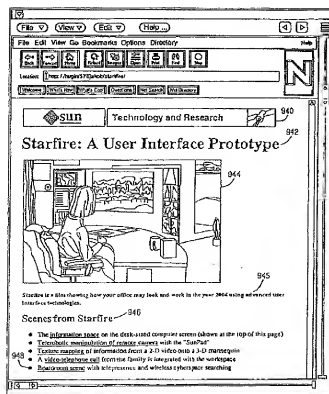 File View Edit Help...
File Edit View Go Bookmarks Options Directory Help
Back Forward Home Reload Images Open Print Find Stop
Location: http:
Welcome What's New What's Cool Questions Net Search Net Directory
N
sun Technology and Research 940
Starfire: A User Interface Prototype 942
944
945
Starfire is a film showing how your office may look and work in the year 2004 using advanced user
interface technologies.
Scenes from Starfire 946
The information space on the desk-sized computer screen (shown at the top of this page)
Telerobotic manipulation of remote camera with the "SunPad"
Texture mapping of information from a 2-D video onto a 3-D mannequin
948 A video-telephone call from the family is integrated with the workspace
Boardroom scene with telepresence and wireless cyberspace searching